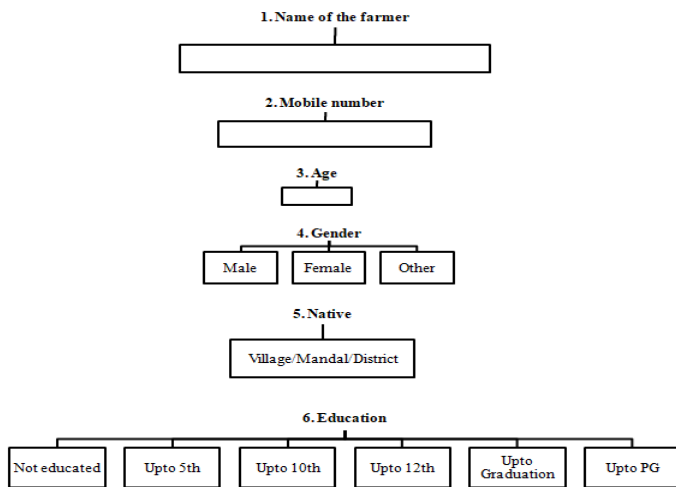 1. Name of the farmer
2. Mobile number
3. Age
4. Gender
Male Female Other
5. Native
Village/Mandal/District
6. Education
Not educated Upto 5th Upto 10th Upto 12th Upto Graduation Upto PG